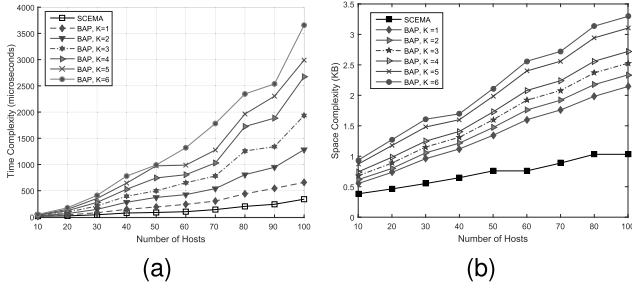 SCEMA
BAP, K=1
BAP, K=2
BAP, K=3
BAP, K=4
BAP, K=5
BAP, K=6
Time Complexity (microseconds)
4000
3500
3000
2500
2000
1500
1000
500
0
10 20 30 40 50 60 70 80 90 100
Number of Hosts
(a)
SCEMA
BAP, K =1
BAP, K =2
BAP, K =3
BAP, K =4
BAP, K =5
BAP, K =6
Space Complexity (KB)
3.5
3
2.5
2
1.5
1
0.5
0
10 20 30 40 50 60 70 80 90 100
Number of Hosts
(b)